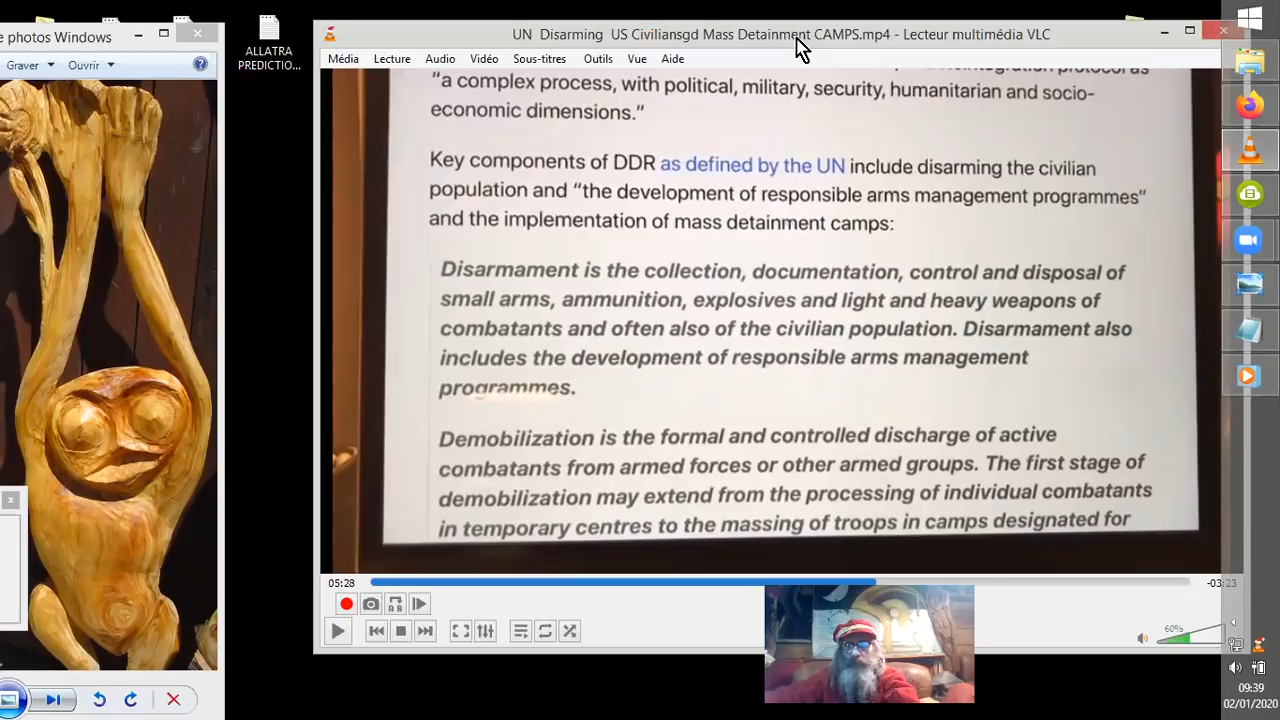 e photos Windows
Graver
Ouvrir
ALLATRA
PREDICTIO...
UN Disarming US Civiliansgd Mass Detainment CAMPS.mp4 - Lecteur multimédia VLC
Média Lecture Audio Vidéo Sous-titres Outils Vue Aide
"a complex process, with political, military, security, humanitarian and socio-
economic dimensions."
Key components of DDR as defined by the UN include disarming the civilian
population and "the development of responsible arms management programmes"
and the implementation of mass detainment camps:
Disarmament is the collection, documentation, control and disposal of
small arms, ammunition, explosives and light and heavy weapons of
combatants and often also of the civilian population. Disarmament also
includes the development of responsible arms management
programmes.
Demobilization is the formal and controlled discharge of active
combatants from armed forces or other armed groups. The first stage of
demobilization may extend from the processing of individual combatants
in temporary centres to the massing of troops in camps designated for
05:28
-03:23
60%
09:39
02/01/2020